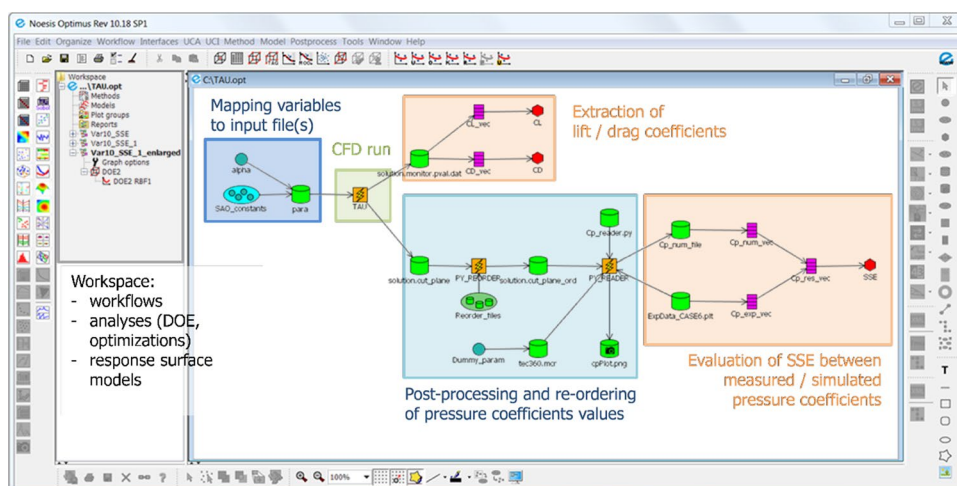 Noesis Optimus Rev 10.18 SP1
File Edit Organize Workflow Interfaces UCA UCI Method Model Postprocess Tools Window Help
Workspace
...\TAU.opt
Methods
Models
Plot groups
Reports
Var10_SSE
Var10_SSE_1
Var10_SSE_1_enlarged
Graph options
DOE2
DOE2 RBF1
Workspace:
- workflows
- analyses (DOE,
optimizations)
- response surface
models
C:\TAU.opt
Mapping variables
to input file(s)
alpha
SAO_constants
para
CFD run
TAU
CL_vec
CL
solution.monitor.pval.dat
CD_vec
CD
Extraction of
lift / drag coefficients
Cp_reader.py
solution.cut_plane
PY_REORDER
solution.cut_plane_ord
PY_READER
Reorder_files
Dummy_param
tec360.mcr
cpPlot.png
Post-processing and re-ordering
of pressure coefficients values
Cp_num_file
Cp_num_vec
Cp_res_vec
SSE
ExpData_CASE6.plt
Cp_exp_vec
Evaluation of SSE between
measured / simulated
pressure coefficients
T
100%